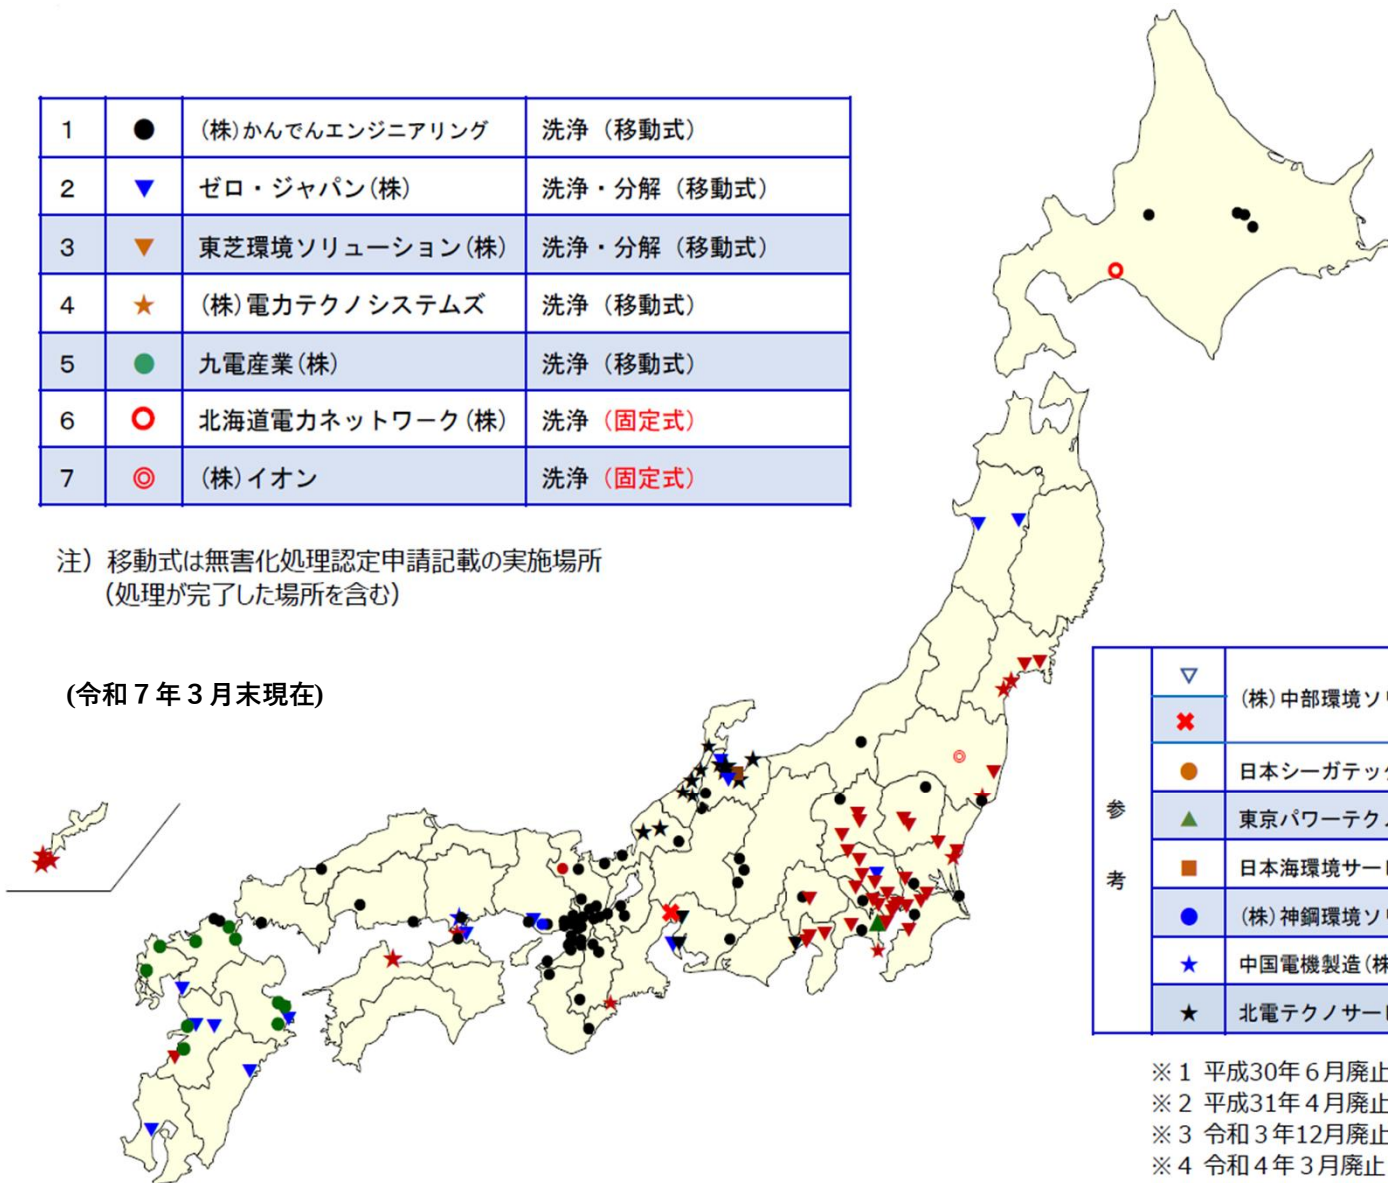 1 (株)かんでんエンジニアリング 洗浄（移動式）
2 ゼロ・ジャパン(株) 洗浄・分解（移動式）
3 東芝環境ソリューション(株) 洗浄・分解（移動式）
4 (株)電力テクノシステムズ 洗浄（移動式）
5 九電産業(株) 洗浄（移動式）
6 北海道電力ネットワーク(株) 洗浄（固定式）
7 (株)イオン 洗浄（固定式）
注）移動式は無害化処理認定申請記載の実施場所
（処理が完了した場所を含む）
(令和７年３月末現在)
参考
(株)中部環境ソリ
日本シーガテック
東京パワーテクノ
日本海環境サービ
(株)神鋼環境ソリ
中国電機製造(株
北電テクノサービ
※１ 平成30年６月廃止
※２ 平成31年４月廃止
※３ 令和３年12月廃止
※４ 令和４年３月廃止